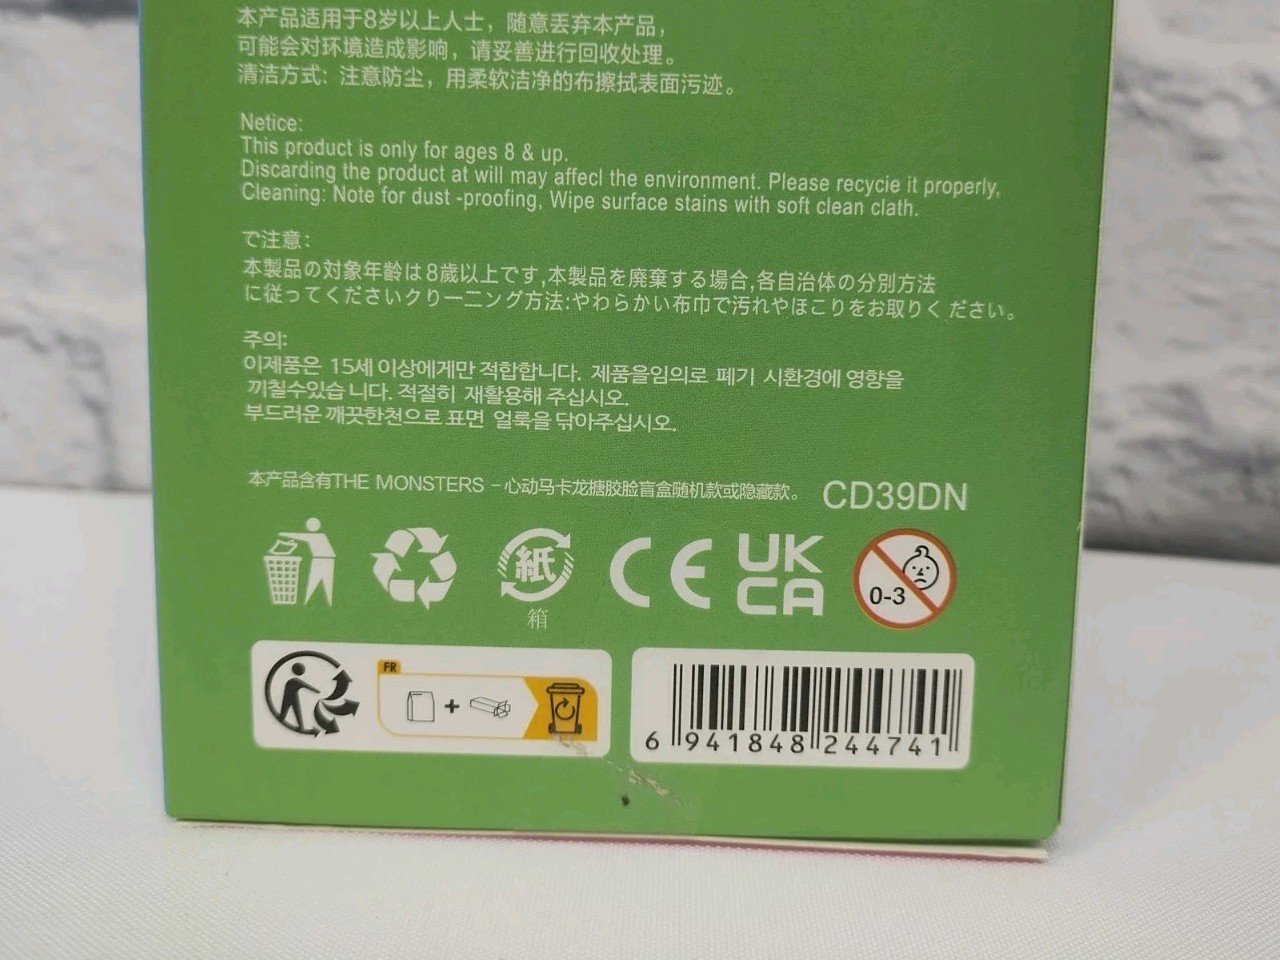 本产品适用于8岁以上人士，随意丢弃本产品，
可能会对环境造成影响，请妥善进行回收处理。
清洁方式：注意防尘，用柔软洁净的布擦拭表面污迹。
Netice:
This product is only for ages 8 & up.
Discarding the product at will may affecl the environment. Please recycie it properly,
Cleaning: Note for dust -proofing, Wipe surface stains with soft clean clath.
で注意：
本製品の対象年齢は8歳以上です,本製品を廃棄する場合,各自治体の分別方法
に従ってくださいクリーニング方法:やわらかい布巾で汚れやほこりをお取りく ださい。
주의:
이제품은 15세 이상에게만 적합합니다. 제품을임의로 폐기 시환경에 영향을
끼칠수있습 니다. 적절히 재활용해 주십시오.
부드러운 깨끗한천으로 표면 얼룩을 닦아주십시오.
本产品含有THE MONSTERS – 心动马卡龙搪胶脸盲盒随机款或隐藏款。 CD39DN
紙
箱
CE
UK
CA
0-3
FR
+
6 941848 244741